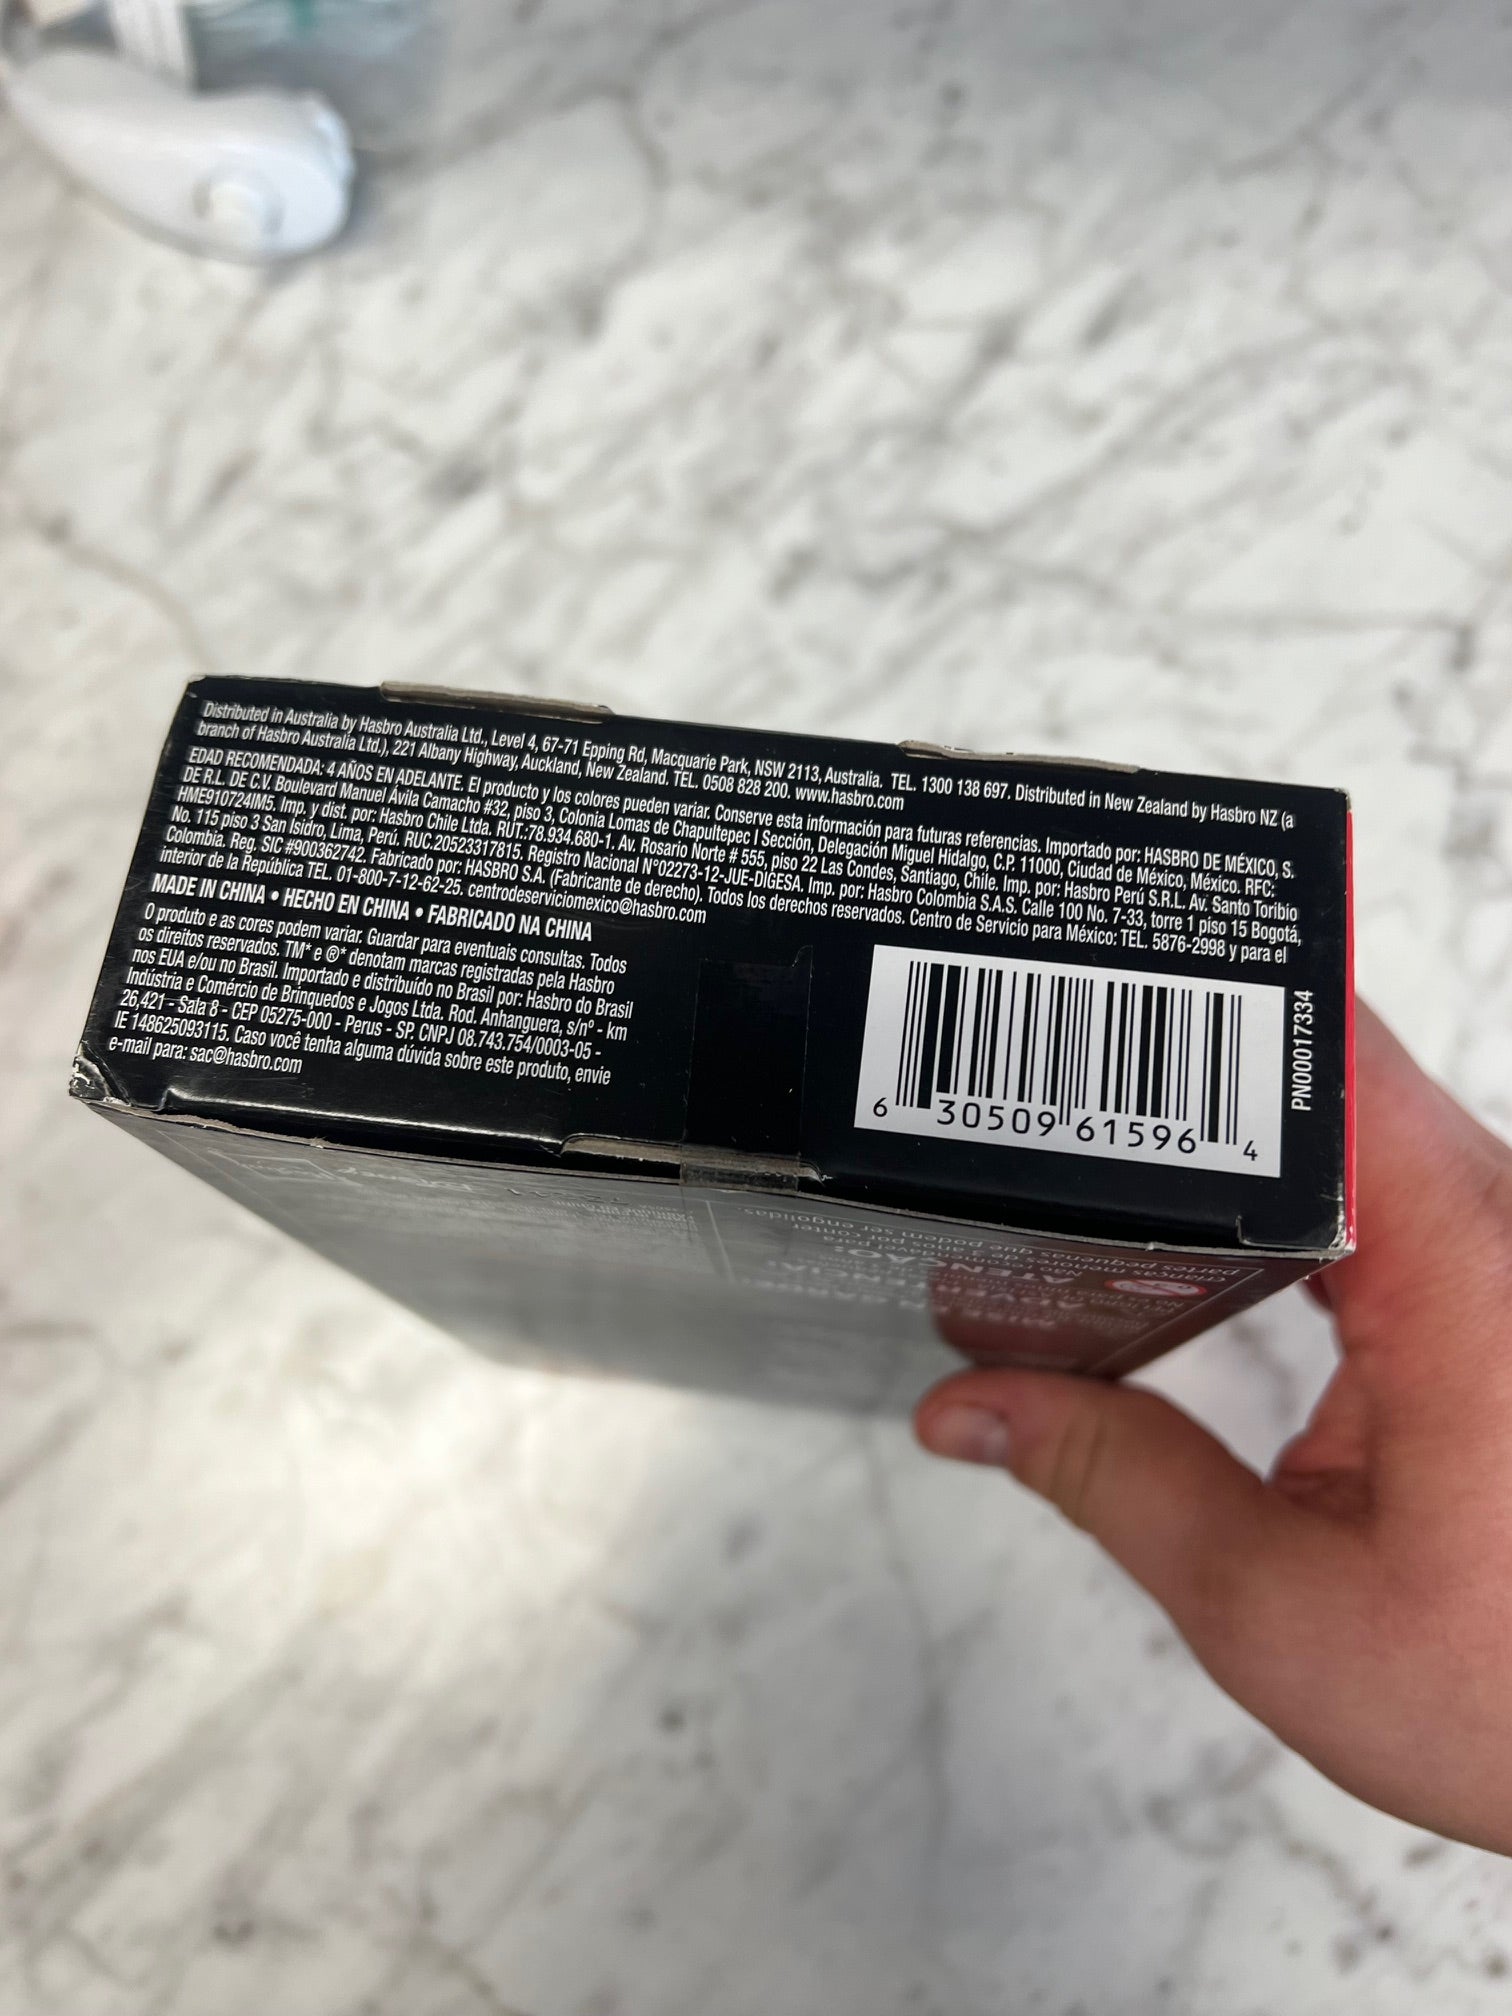 Distributed in Australia by Hasbro Australia Ltd., Level 4, 67-71 Epping Rd, Macquarie Park, NSW 2113, Australia. TEL. 1300 138 697. Distributed in New Zealand by Hasbro NZ (a
branch of Hasbro Australia Ltd.), 221 Albany Highway, Auckland, New Zealand. TEL. 0508 828 200. www.hasbro.com
EDAD RECOMENDADA: 4 AÑOS EN ADELANTE. El producto y los colores pueden variar. Conserve esta información para futuras referencias. Importado por: HASBRO DE MÉXICO, S.
DE R.L. DE C.V. Boulevard Manuel Ávila Camacho #32, piso 3, Colonia Lomas de Chapultepec I Sección, Delegación Miguel Hidalgo, C.P. 11000, Ciudad de México, México. RFC:
HME910724IM5. Imp. y dist. por: Hasbro Chile Ltda. RUT.:78.934.680-1. Av. Rosario Norte # 555, piso 22 Las Condes, Santiago, Chile. Imp. por: Hasbro Perú S.R.L. Av. Santo Toribio
No. 115 piso 3 San Isidro, Lima, Perú. RUC.20523317815. Registro Nacional N°02273-12-JUE-DIGESA. Imp. por: Hasbro Colombia S.A.S. Calle 100 No. 7-33, torre 1 piso 15 Bogotá,
Colombia. Reg. SIC #900362742. Fabricado por: HASBRO S.A. (Fabricante de derecho). Todos los derechos reservados. Centro de Servicio para México: TEL. 5876-2998 y para el
interior de la República TEL. 01-800-7-12-62-25. centrodeserviciomexico@hasbro.com
MADE IN CHINA • HECHO EN CHINA • FABRICADO NA CHINA
O produto e as cores podem variar. Guardar para eventuais consultas. Todos
os direitos reservados. TM* e ®* denotam marcas registradas pela Hasbro
nos EUA e/ou no Brasil. Importado e distribuído no Brasil por: Hasbro do Brasil
Indústria e Comércio de Brinquedos e Jogos Ltda. Rod. Anhanguera, s/nº - km
26,421 - Sala 8 - CEP 05275-000 - Perus - SP. CNPJ 08.743.754/0003-05 -
IE 148625093115. Caso você tenha alguma dúvida sobre este produto, envie
e-mail para: sac@hasbro.com
6 30509 61596 4
PN00017334
ATENÇÃO:
partes pequenas que podem ser engolidas